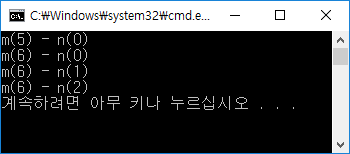 C:₩Windows₩system32₩cmd.e...
m(5) - n(0)
m(6) - n(0)
m(6) - n(1)
m(6) - n(2)
계속하려면 아무 키나 누르십시오 . . .